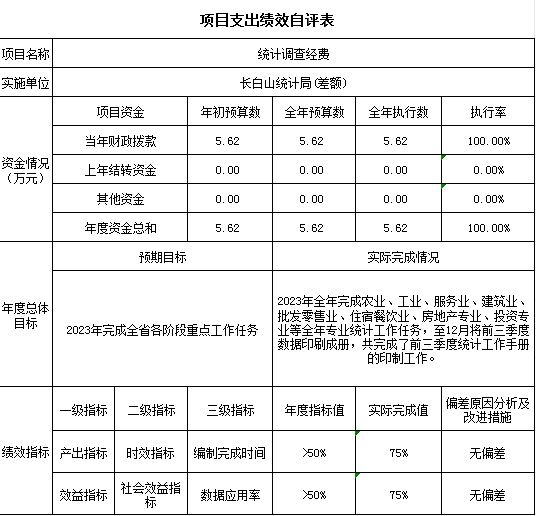 项目支出绩效自评表
项目名称 统计调查经费
实施单位 长白山统计局(差额)
资金情况
（万元）
项目资金 年初预算数 全年预算数 全年执行数 执行率
当年财政拨款 5.62 5.62 5.62 100.00%
上年结转资金 0.00 0.00 0.00 0.00%
其他资金 0.00 0.00 0.00 0.00%
年度资金总和 5.62 5.62 5.62 100.00%
年度总体
目标
预期目标 实际完成情况
2023年完成全省各阶段重点工作任务
2023年全年完成农业、工业、服务业、建筑业、
批发零售业、住宿餐饮业、房地产专业、投资专
业等全年专业统计工作任务，至12月将前三季度
数据印刷成册，共完成了前三季度统计工作手册
的印制工作。
绩效指标
一级指标 二级指标 三级指标 年度指标值 实际完成值 偏差原因分析及
改进措施
产出指标 时效指标 编制完成时间 >50% 75% 无偏差
效益指标 社会效益指
标 数据应用率 >50% 75% 无偏差